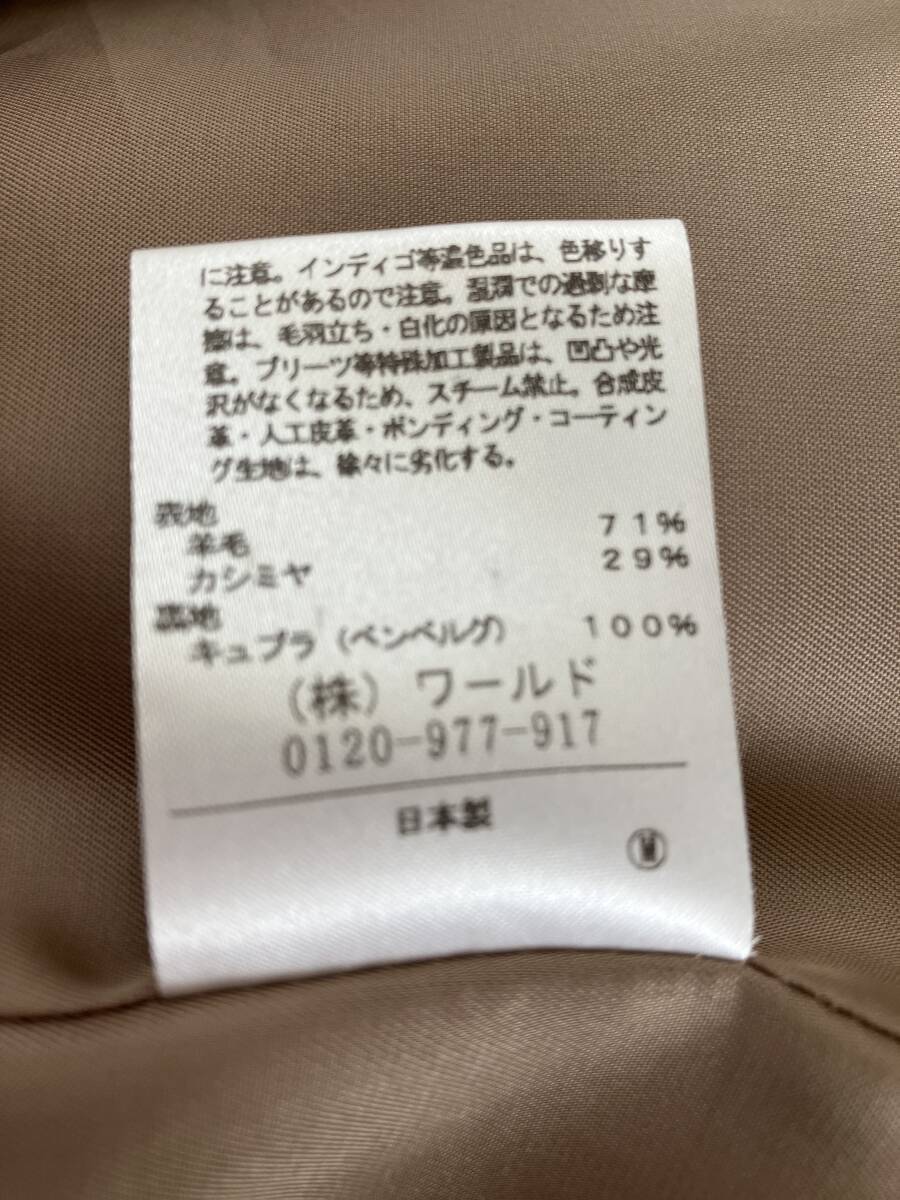 に注意。インディゴ等濃色品は、色移りす
ることがあるので注意。湿潤での過剰な摩
擦は、毛羽立ち・白化の原因となるため注
意。プリーツ等特殊加工製品は、凹凸や光
沢がなくなるため、スチーム禁止。合成皮
革・人工皮革・ボンディング・コーティン
グ生地は、徐々に劣化する。
表地
羊毛 71%
カシミヤ 29%
裏地
キュプラ（ベンベルグ） 100%
（株）ワールド
0120-977-917
日本製